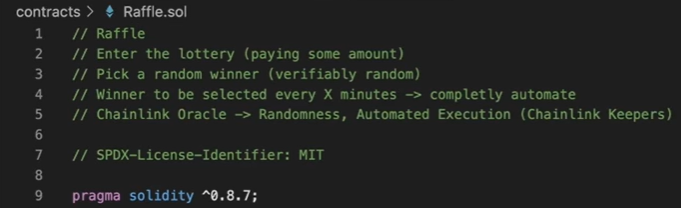 contracts > Raffle.sol
1 // Raffle
2 // Enter the lottery (paying some amount)
3 // Pick a random winner (verifiably random)
4 // Winner to be selected every X minutes -> completly automate
5 // Chainlink Oracle -> Randomness, Automated Execution (Chainlink Keepers)
6
7 // SPDX-License-Identifier: MIT
8
9 pragma solidity ^0.8.7;